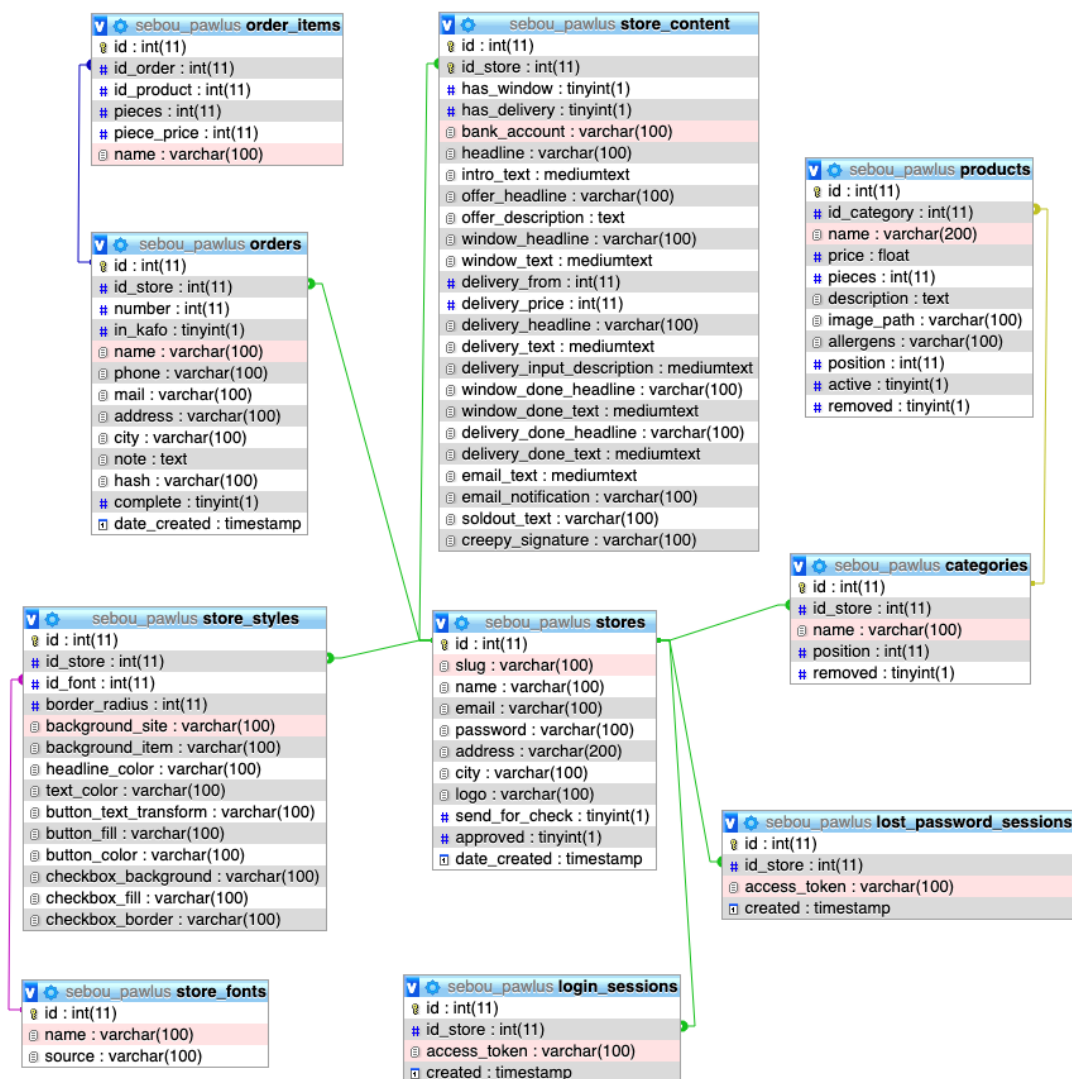 sebou_pawlus order_items
id : int(11)
id_order : int(11)
id_product : int(11)
pieces : int(11)
piece_price : int(11)
name : varchar(100)
sebou_pawlus store_content
id : int(11)
id_store : int(11)
has_window : tinyint(1)
has_delivery : tinyint(1)
bank_account : varchar(100)
headline : varchar(100)
intro_text : mediumtext
offer_headline : varchar(100)
offer_description : text
window_headline : varchar(100)
window_text : mediumtext
delivery_from : int(11)
delivery_price : int(11)
delivery_headline : varchar(100)
delivery_text : mediumtext
delivery_input_description : mediumtext
window_done_headline : varchar(100)
window_done_text : mediumtext
delivery_done_headline : varchar(100)
delivery_done_text : mediumtext
email_text : mediumtext
email_notification : varchar(100)
soldout_text : varchar(100)
creepy_signature : varchar(100)
sebou_pawlus products
id : int(11)
id_category : int(11)
name : varchar(200)
price : float
pieces : int(11)
description : text
image_path : varchar(100)
allergens : varchar(100)
position : int(11)
active : tinyint(1)
removed : tinyint(1)
sebou_pawlus orders
id : int(11)
id_store : int(11)
number : int(11)
in_kafo : tinyint(1)
name : varchar(100)
phone : varchar(100)
mail : varchar(100)
address : varchar(100)
city : varchar(100)
note : text
hash : varchar(100)
complete : tinyint(1)
date_created : timestamp
sebou_pawlus categories
id : int(11)
id_store : int(11)
name : varchar(100)
position : int(11)
removed : tinyint(1)
sebou_pawlus store_styles
id : int(11)
id_store : int(11)
id_font : int(11)
border_radius : int(11)
background_site : varchar(100)
background_item : varchar(100)
headline_color : varchar(100)
text_color : varchar(100)
button_text_transform : varchar(100)
button_fill : varchar(100)
button_color : varchar(100)
checkbox_background : varchar(100)
checkbox_fill : varchar(100)
checkbox_border : varchar(100)
sebou_pawlus stores
id : int(11)
slug : varchar(100)
name : varchar(100)
email : varchar(100)
password : varchar(100)
address : varchar(200)
city : varchar(100)
logo : varchar(100)
send_for_check : tinyint(1)
approved : tinyint(1)
date_created : timestamp
sebou_pawlus lost_password_sessions
id : int(11)
id_store : int(11)
access_token : varchar(100)
created : timestamp
sebou_pawlus store_fonts
id : int(11)
name : varchar(100)
source : varchar(100)
sebou_pawlus login_sessions
id : int(11)
id_store : int(11)
access_token : varchar(100)
created : timestamp